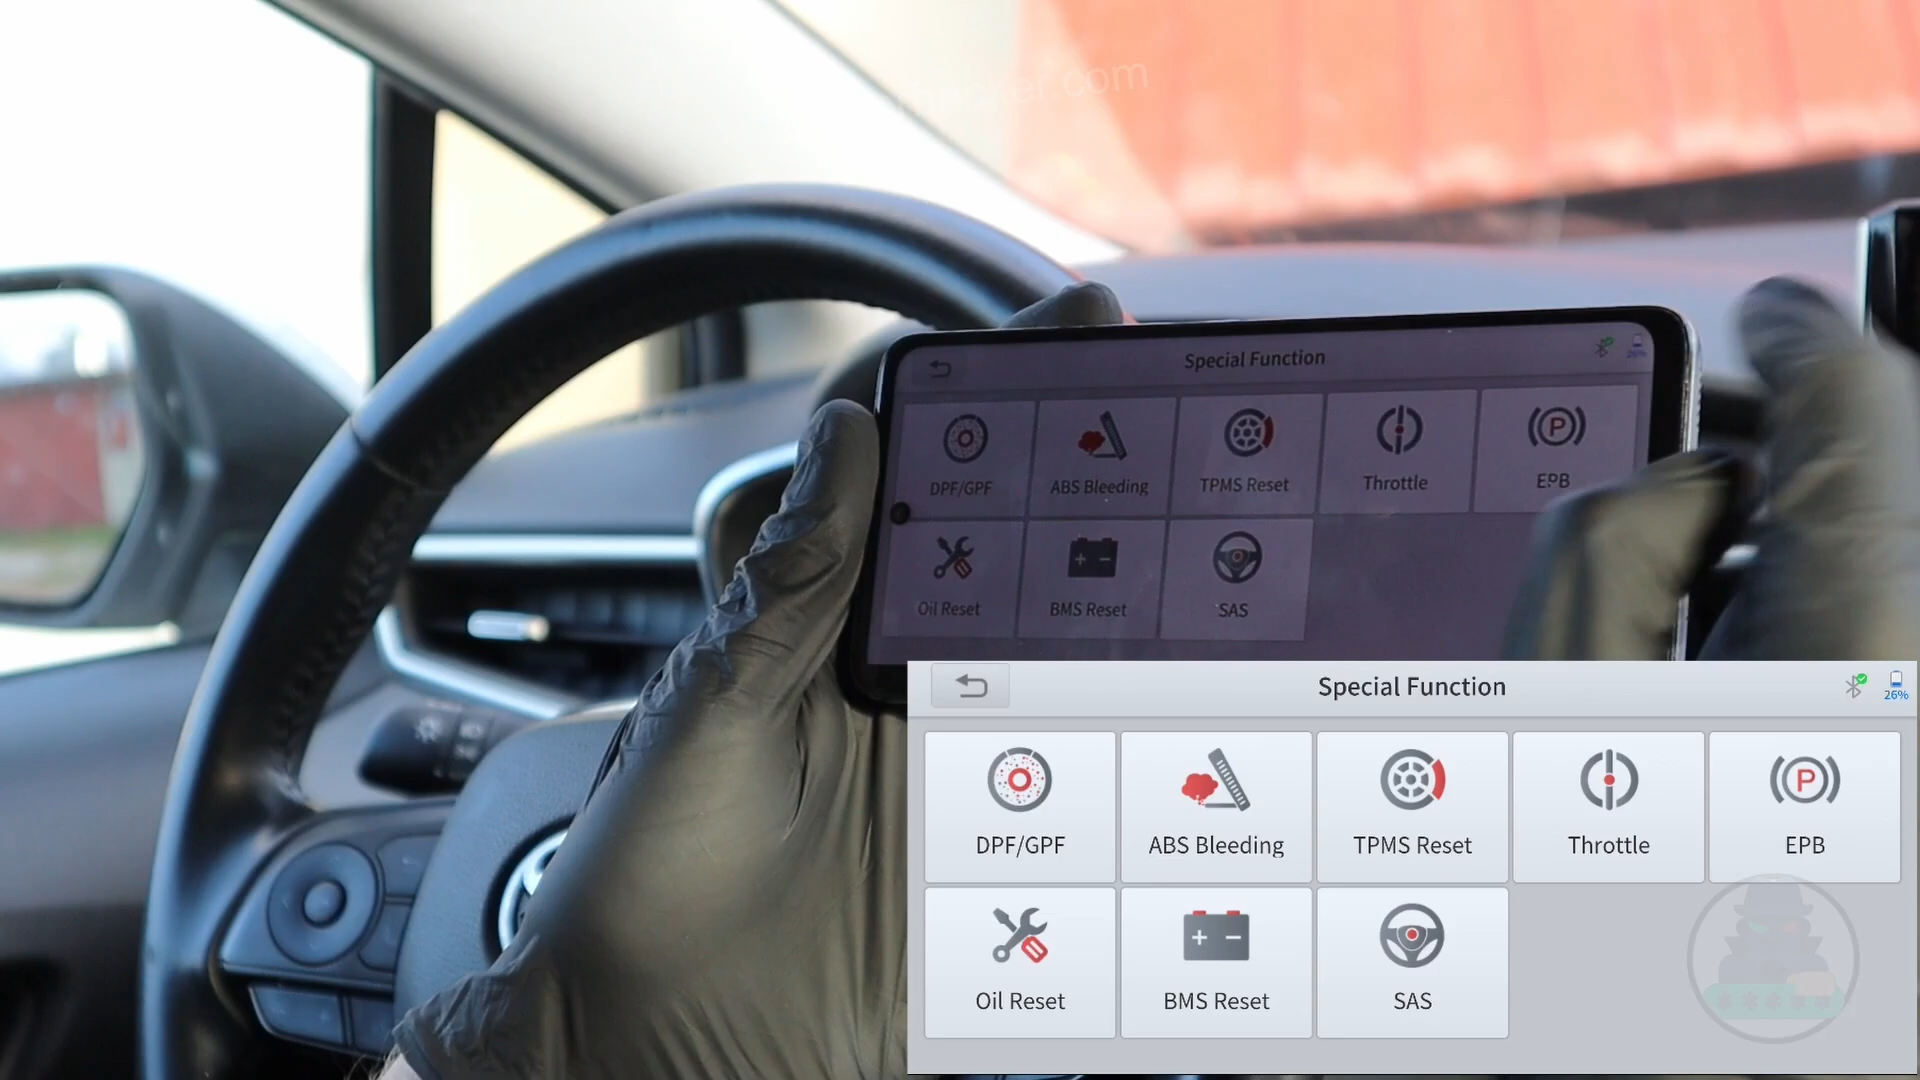 Special Function
26%
DPF/GPF
ABS Bleeding
TPMS Reset
Throttle
EPB
Oil Reset
BMS Reset
SAS
Special Function
26%
DPF/GPF
ABS Bleeding
TPMS Reset
Throttle
EPB
Oil Reset
BMS Reset
SAS